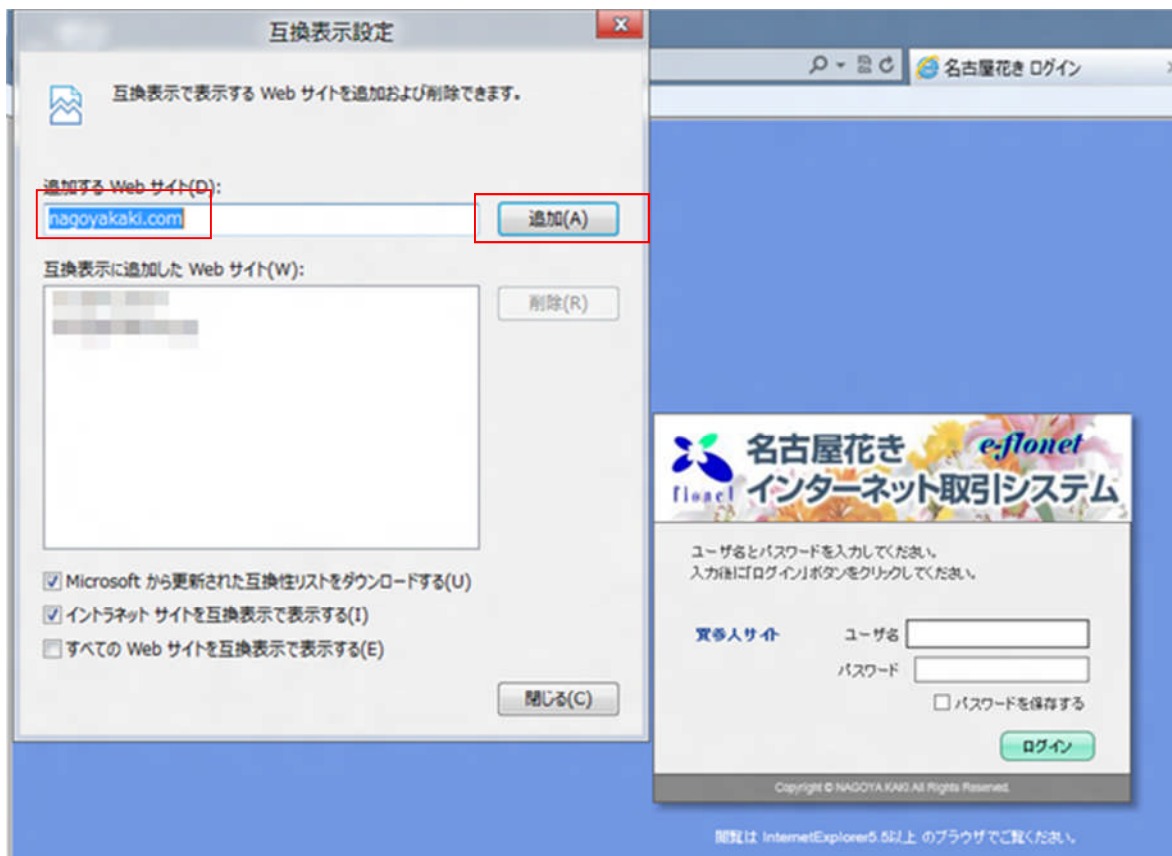 互換表示設定
互換表示で表示する Web サイトを追加および削除できます。
追加する Web サイト(D):
nagoyakaki.com
追加(A)
互換表示に追加した Web サイト(W):
削除(R)
Microsoft から更新された互換性リストをダウンロードする(U)
イントラネット サイトを互換表示で表示する(I)
すべての Web サイトを互換表示で表示する(E)
閉じる(C)
名古屋花き ログイン
名古屋花き e-flonet
flonet インターネット取引システム
ユーザ名とパスワードを入力してください。
入力後に「ログイン」ボタンをクリックしてください。
買参人サイト ユーザ名
パスワード
パスワードを保存する
ログイン
Copyright © NAGOYA KAKI All Rights Reserved.
閲覧は InternetExplorer5.5以上 のブラウザでご覧ください。